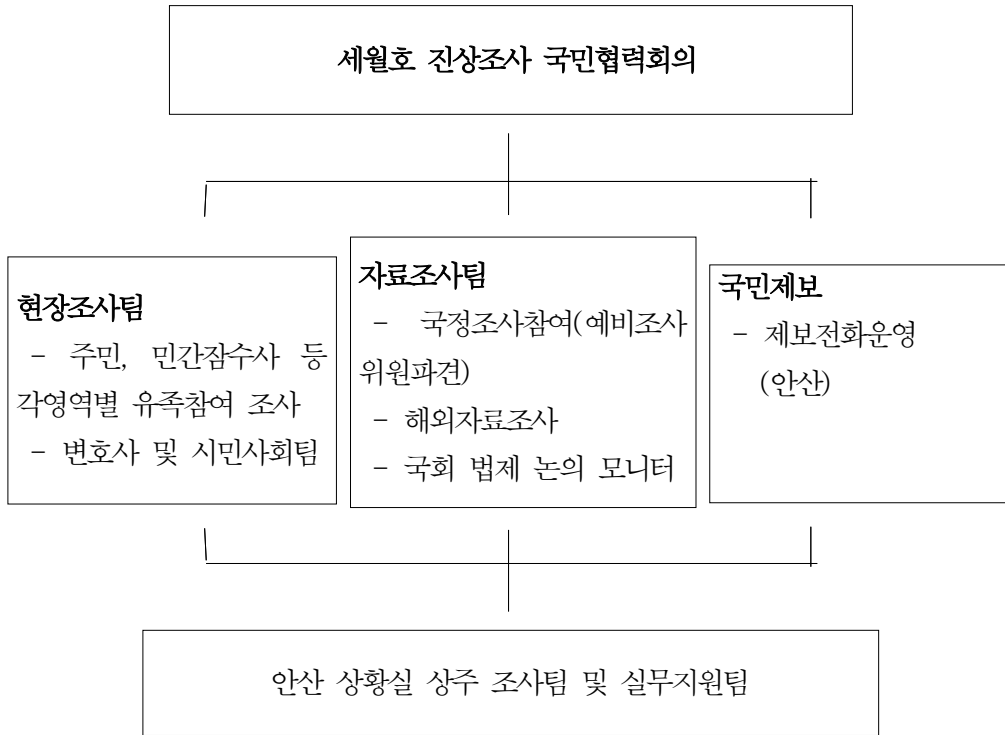 세월호 진상조사 국민협력회의
현장조사팀
- 주민, 민간잠수사 등
각영역별 유족참여 조사
- 변호사 및 시민사회팀
자료조사팀
- 국정조사참여(예비조사
위원파견)
- 해외자료조사
- 국회 법제 논의 모니터
국민제보
- 제보전화운영
(안산)
안산 상황실 상주 조사팀 및 실무지원팀